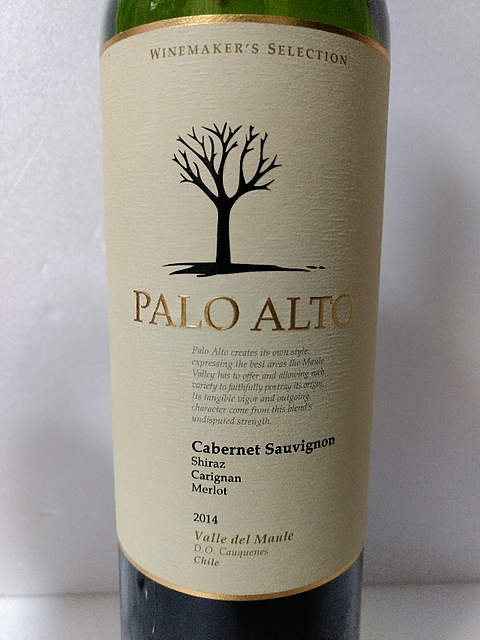 WINEMAKER'S SELECTION
PALO ALTO
Palo Alto creates its own style,
expressing the best areas the Maule
Valley has to offer and allowing each
variety to faithfully portray its origin.
Its tangible vigor and outgoing
character come from this blend's
undisputed strength.
Cabernet Sauvignon
Shiraz
Carignan
Merlot
2014
Valle del Maule
D.O. Cauquenes
Chile